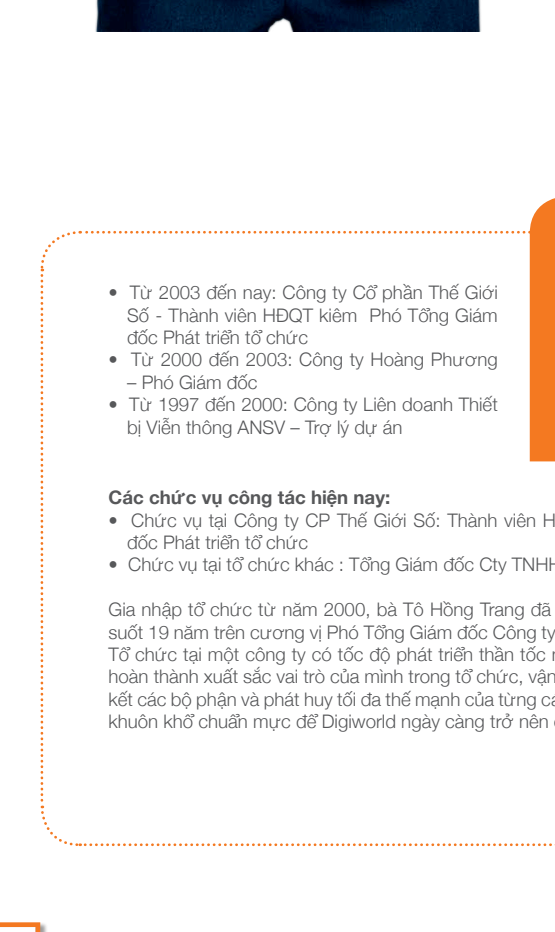 • Từ 2003 đến nay: Công ty Cổ phần Thế Giới
Số - Thành viên HĐQT kiêm Phó Tổng Giám
đốc Phát triển tổ chức
• Từ 2000 đến 2003: Công ty Hoàng Phương
– Phó Giám đốc
• Từ 1997 đến 2000: Công ty Liên doanh Thiết
bị Viễn thông ANSV – Trợ lý dự án
Các chức vụ công tác hiện nay:
• Chức vụ tại Công ty CP Thế Giới Số: Thành viên H
đốc Phát triển tổ chức
• Chức vụ tại tổ chức khác : Tổng Giám đốc Cty TNHH
Gia nhập tổ chức từ năm 2000, bà Tô Hồng Trang đã
suốt 19 năm trên cương vị Phó Tổng Giám đốc Công ty
Tổ chức tại một công ty có tốc độ phát triển thần tốc
hoàn thành xuất sắc vai trò của mình trong tổ chức, vận
kết các bộ phận và phát huy tối đa thế mạnh của từng
khuôn khổ chuẩn mực để Digiworld ngày càng trở nên